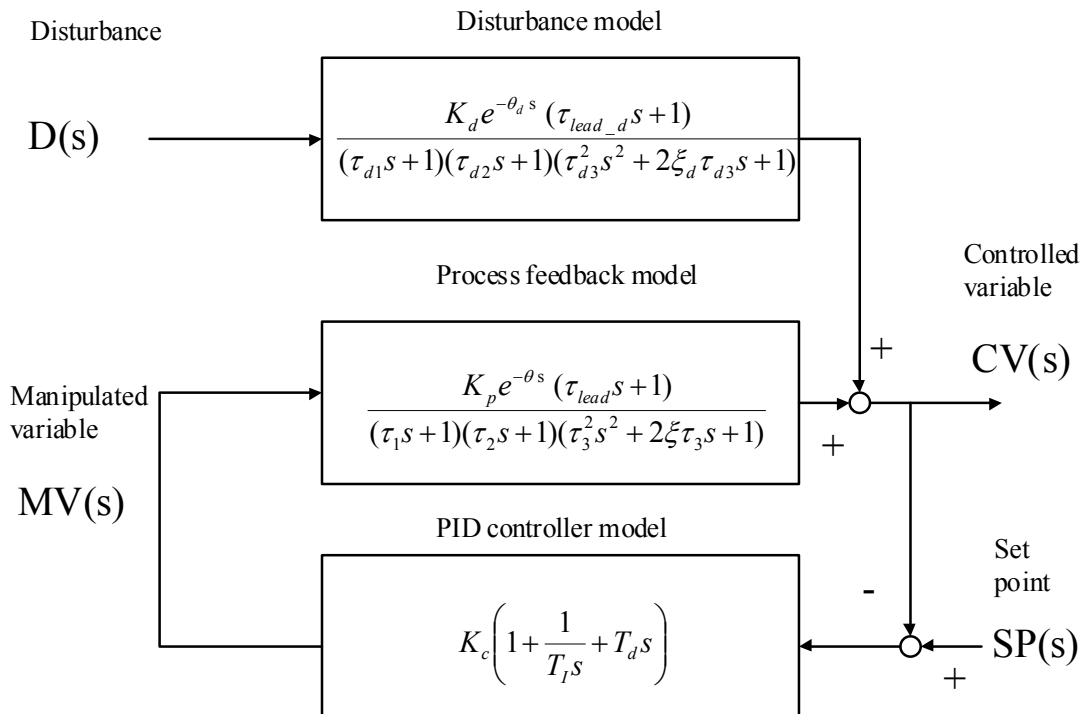 Disturbance
Disturbance model
D(s)
K_d e^{-θ_d s} (τ_{lead_d}s+1)
(τ_{d1}s+1)(τ_{d2}s+1)(τ_{d3}^2 s^2+2ξ_d τ_{d3}s+1)
Process feedback model
Controlled
variable
+
CV(s)
Manipulated
variable
MV(s)
K_p e^{-θ s} (τ_{lead}s+1)
(τ_1 s+1)(τ_2 s+1)(τ_3^2 s^2+2ξτ_3 s+1)
+
PID controller model
Set
point
-
K_c(1+1/(T_I s)+T_d s)
SP(s)
+